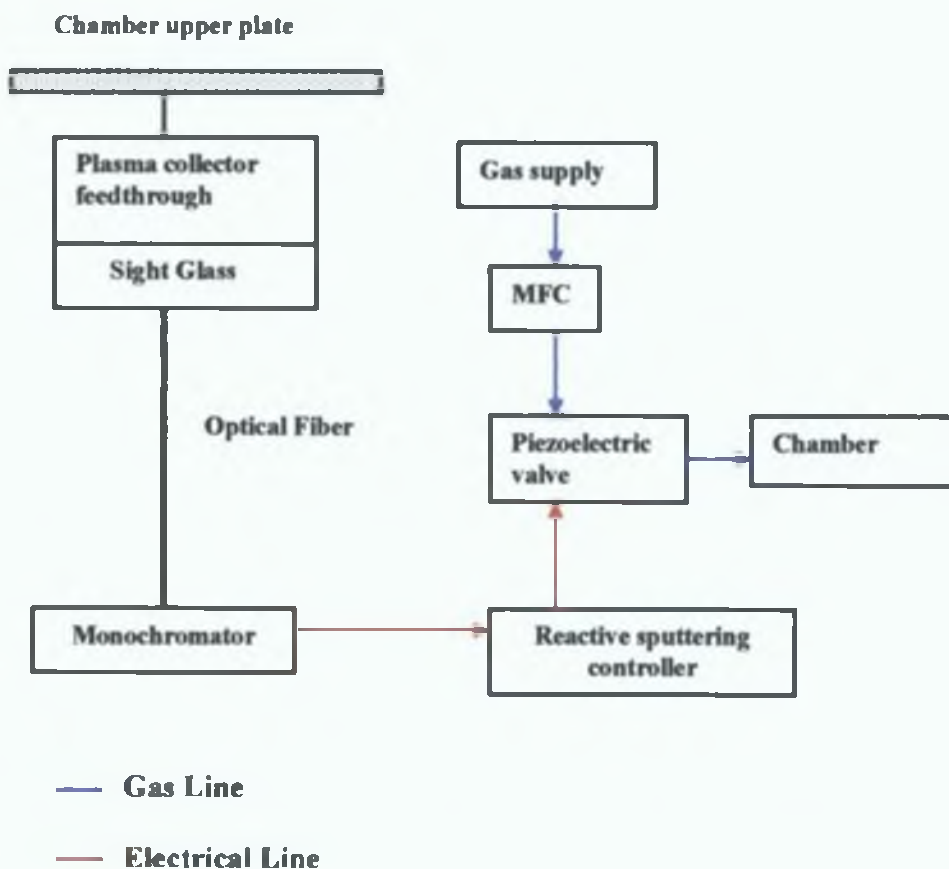 Chamber upper plate
Plasma collector
feedthrough
Sight Glass
Gas supply
MFC
Optical Fiber
Piezoelectric
valve
Chamber
Monochromator
Reactive sputtering
controller
Gas Line
Electrical Line